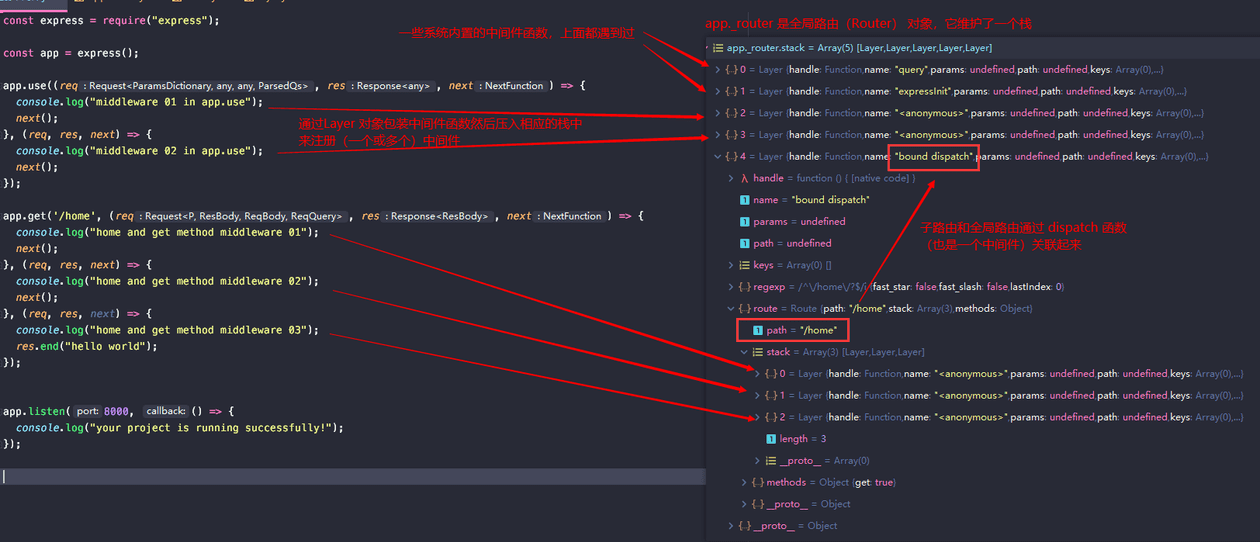 const express = require("express");
const app = express();
app.use((req :Request<ParamsDictionary, any, any, ParsedQs> , res :Response<any> , next :NextFunction ) => {
console.log("middleware 01 in app.use");
next();
}, (req, res, next) => {
console.log("middleware 02 in app.use");
next();
});
app.get('/home', (req :Request<P, ResBody, ReqBody, ReqQuery> , res :Response<ResBody> , next :NextFunction ) => {
console.log("home and get method middleware 01");
next();
}, (req, res, next) => {
console.log("home and get method middleware 02");
next();
}, (req, res, next) => {
console.log("home and get method middleware 03");
res.end("hello world");
});
app.listen( port: 8000, callback: () => {
console.log("your project is running successfully!");
});
一些系统内置的中间件函数，上面都遇到过
通过Layer 对象包装中间件函数然后压入相应的栈中
来注册（一个或多个）中间件
app._router 是全局路由（Router） 对象，它维护了一个栈
app._router.stack = Array(5) [Layer,Layer,Layer,Layer,Layer]
0 = Layer {handle: Function,name: "query",params: undefined,path: undefined,keys: Array(0),...}
1 = Layer {handle: Function,name: "expressInit",params: undefined,path: undefined,keys: Array(0),...}
2 = Layer {handle: Function,name: "<anonymous>",params: undefined,path: undefined,keys: Array(0),...}
3 = Layer {handle: Function,name: "<anonymous>",params: undefined,path: undefined,keys: Array(0),...}
4 = Layer {handle: Function,name: "bound dispatch",params: undefined,path: undefined,keys: Array(0),...}
handle = function () { [native code] }
name = "bound dispatch"
params = undefined
path = undefined
子路由和全局路由通过 dispatch 函数
（也是一个中间件）关联起来
keys = Array(0) []
regexp = /^\/home\/?$/i {fast_star: false,fast_slash: false,lastIndex: 0}
route = Route {path: "/home",stack: Array(3),methods: Object}
path = "/home"
stack = Array(3) [Layer,Layer,Layer]
0 = Layer {handle: Function,name: "<anonymous>",params: undefined,path: undefined,keys: Array(0),...}
1 = Layer {handle: Function,name: "<anonymous>",params: undefined,path: undefined,keys: Array(0),...}
2 = Layer {handle: Function,name: "<anonymous>",params: undefined,path: undefined,keys: Array(0),...}
length = 3
__proto__ = Array(0)
methods = Object {get: true}
__proto__ = Object
__proto__ = Object